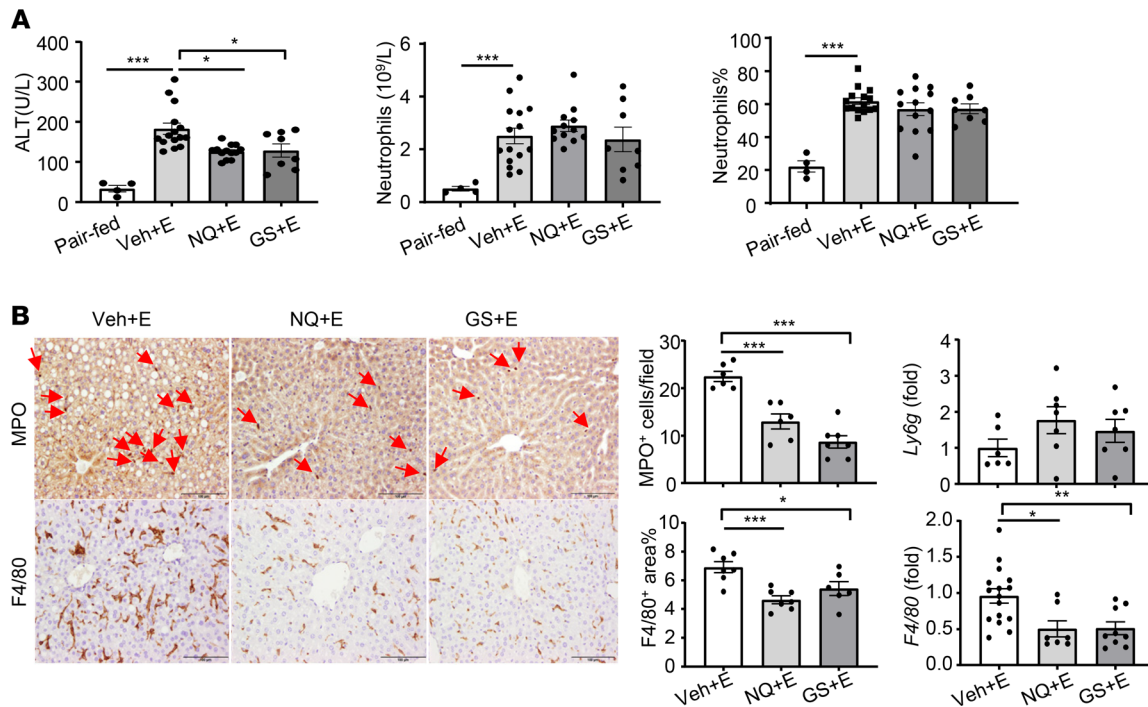 A
ALT(U/L)
400
300
200
100
0
***
*
*
Pair-fed
Veh+E
NQ+E
GS+E
Neutrophils (10⁹/L)
6
4
2
0
***
Pair-fed
Veh+E
NQ+E
GS+E
Neutrophils%
100
80
60
40
20
0
***
Pair-fed
Veh+E
NQ+E
GS+E
B
Veh+E
NQ+E
GS+E
MPO
F4/80
MPO⁺ cells/field
30
20
10
0
***
***
Ly6g (fold)
4
3
2
1
0
F4/80⁺ area%
10
8
6
4
2
0
*
***
Veh+E
NQ+E
GS+E
F4/80 (fold)
2.0
1.5
1.0
0.5
0.0
**
*
Veh+E
NQ+E
GS+E